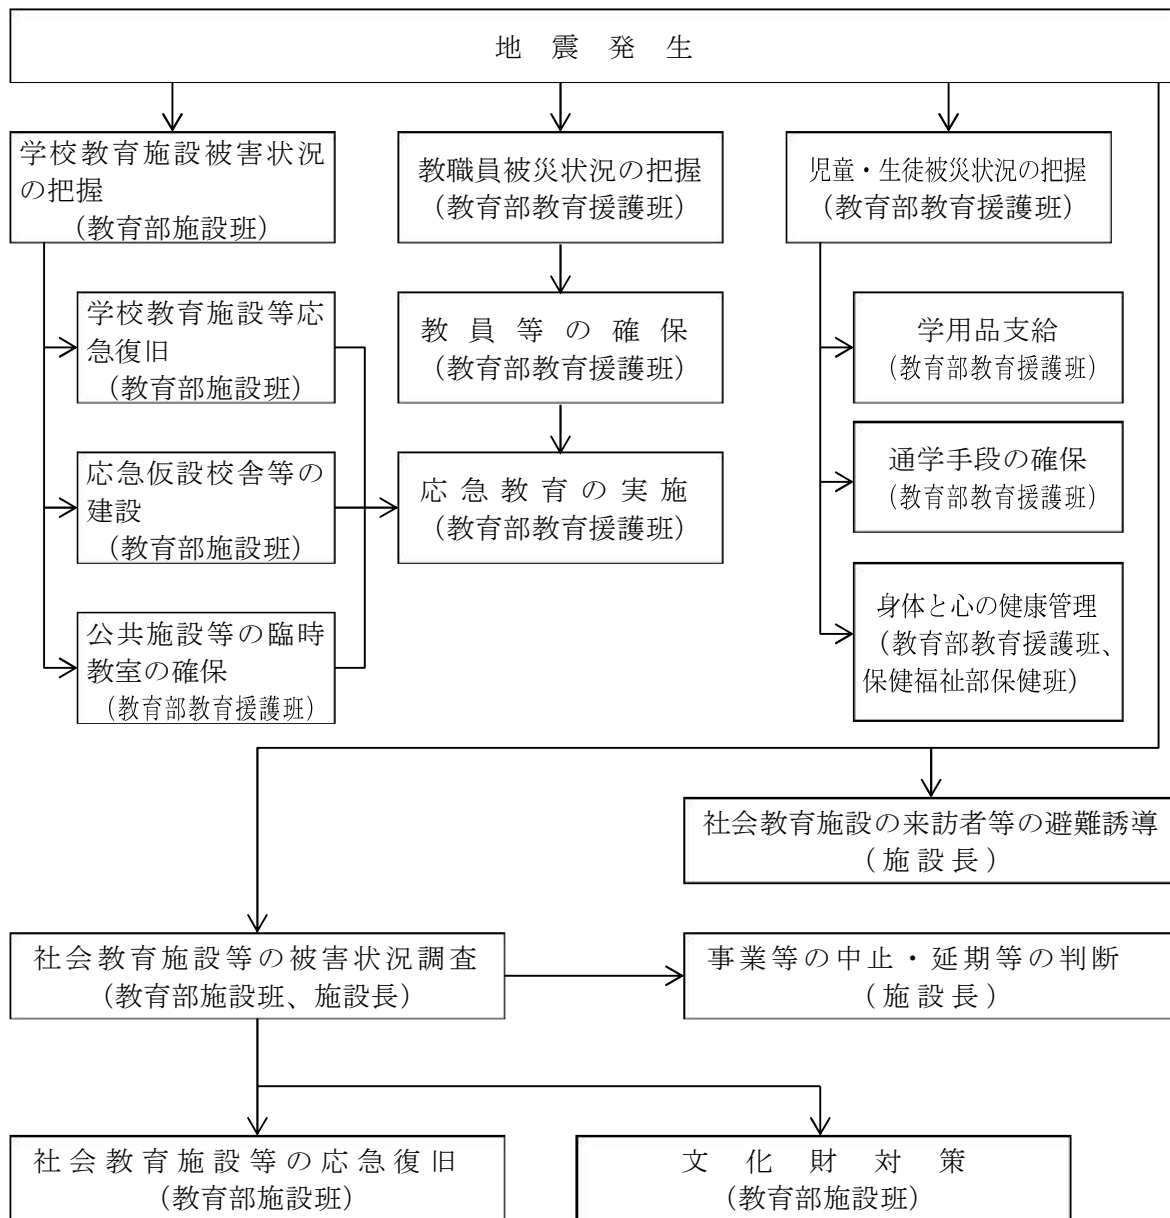 地震発生
学校教育施設被害状況
の把握
（教育部施設班）
教職員被災状況の把握
（教育部教育援護班）
児童・生徒被災状況の把握
（教育部教育援護班）
学校教育施設等応
急復旧
（教育部施設班）
教員等の確保
（教育部教育援護班）
学用品支給
（教育部教育援護班）
応急仮設校舎等の
建設
（教育部施設班）
応急教育の実施
（教育部教育援護班）
通学手段の確保
（教育部教育援護班）
公共施設等の臨時
教室の確保
（教育部教育援護班）
身体と心の健康管理
（教育部教育援護班、
保健福祉部保健班）
社会教育施設の来訪者等の避難誘導
（施設長）
社会教育施設等の被害状況調査
（教育部施設班、施設長）
事業等の中止・延期等の判断
（施設長）
社会教育施設等の応急復旧
（教育部施設班）
文化財対策
（教育部施設班）